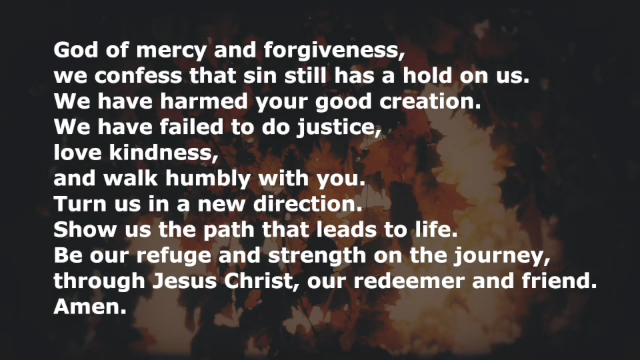 God of mercy and forgiveness,
we confess that sin still has a hold on us.
We have harmed your good creation.
We have failed to do justice,
love kindness,
and walk humbly with you.
Turn us in a new direction.
Show us the path that leads to life.
Be our refuge and strength on the journey,
through Jesus Christ, our redeemer and friend.
Amen.